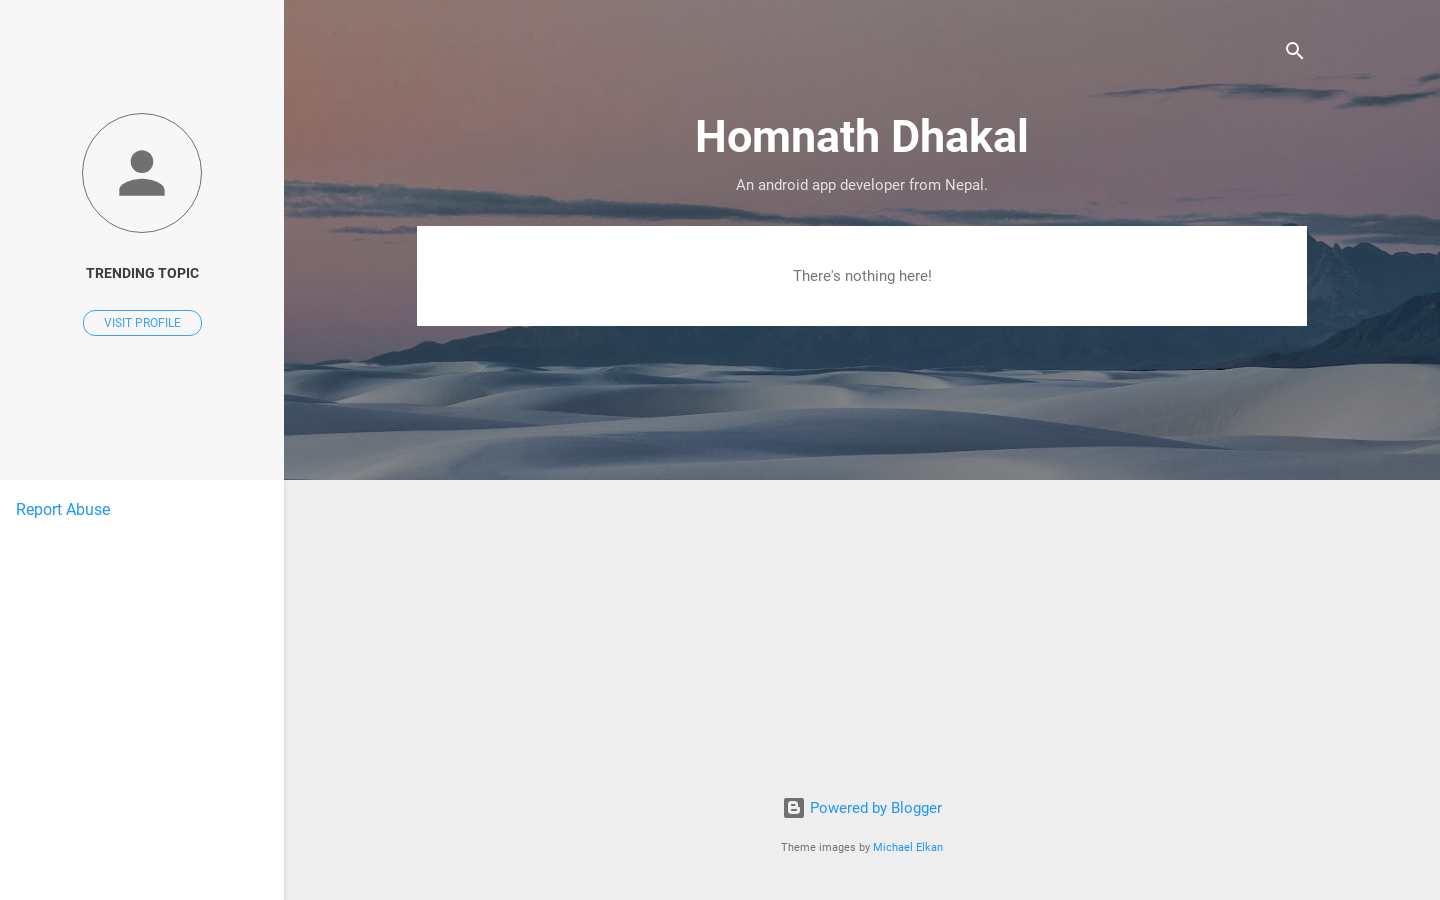 TRENDING TOPIC
VISIT PROFILE
Report Abuse
Homnath Dhakal
An android app developer from Nepal.
There's nothing here!
Powered by Blogger
Theme images by Michael Elkan